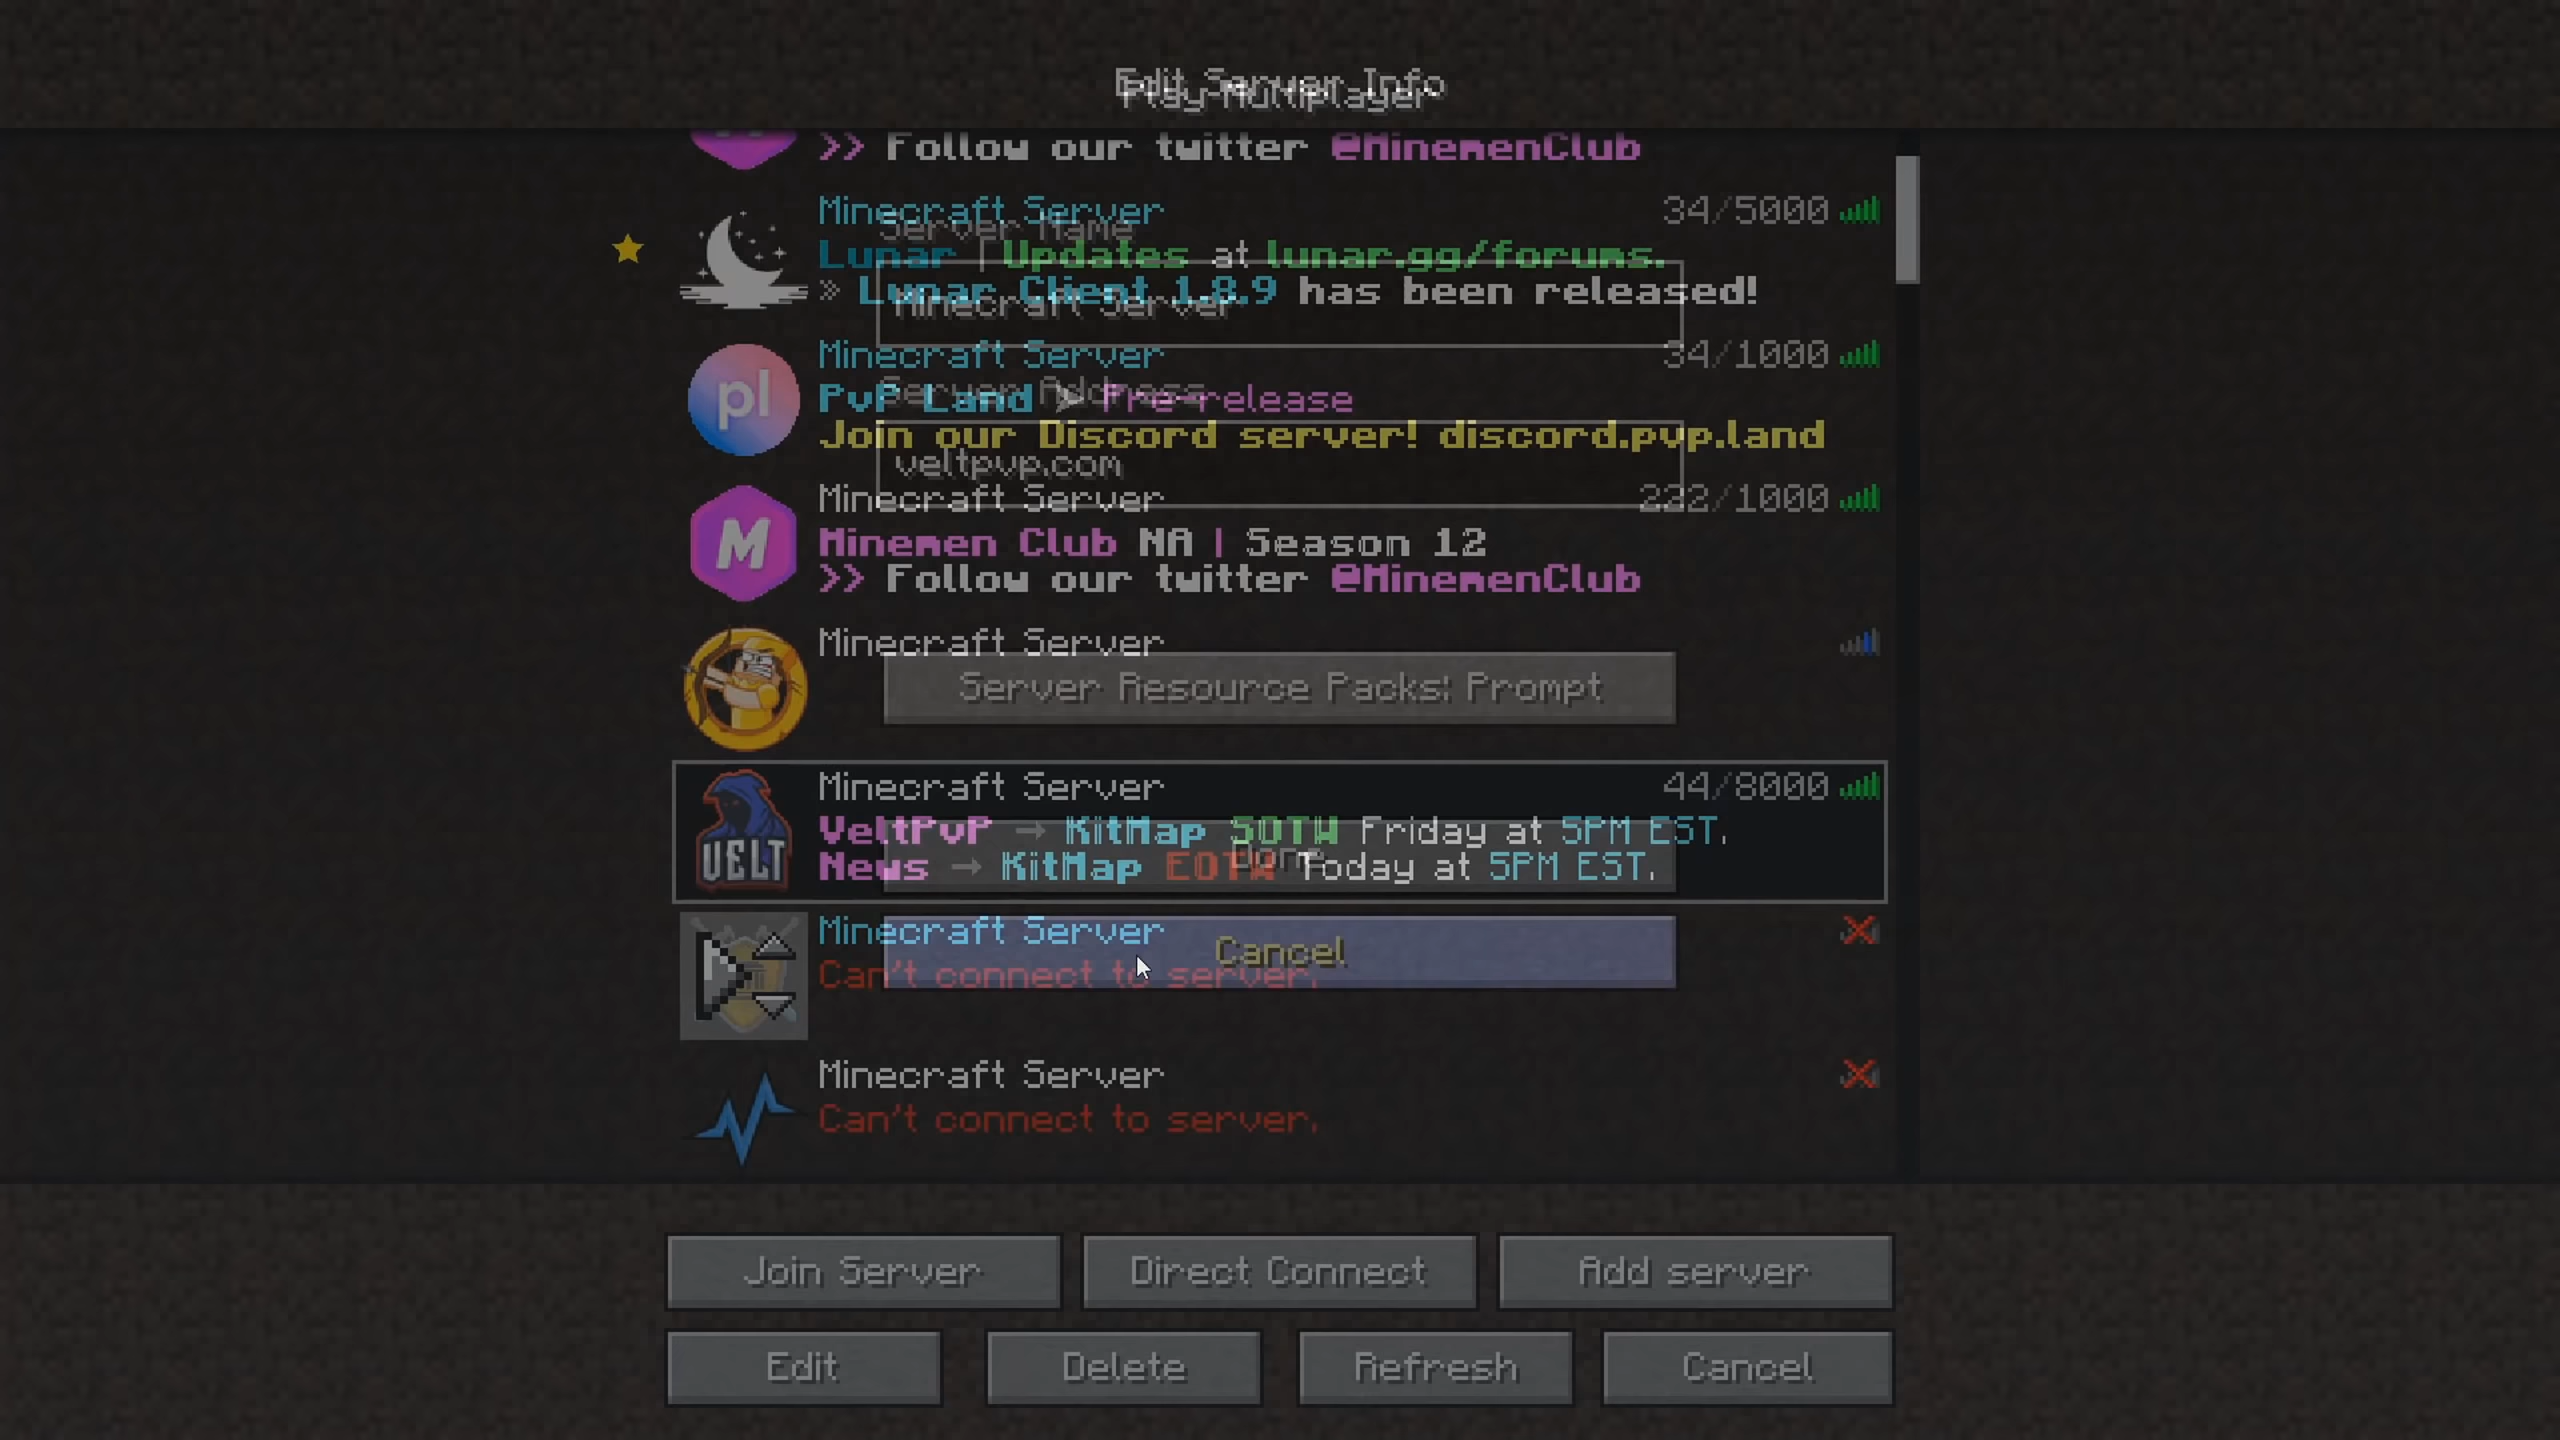 Edit Server Info
Play Multiplayer
>> Follow our twitter @MinemenClub
Minecraft Server 34/5000
Server Name
Lunar | Updates at lunar.gg/forums.
» Lunar Client 1.8.9 has been released!
Minecraft Server
Minecraft Server 34/1000
Server Address
pl
PvP Land ➤ Pre-release
Join our Discord server! discord.pvp.land
veltpvp.com
Minecraft Server 222/1000
M
Minemen Club NA | Season 12
>> Follow our twitter @MinemenClub
Minecraft Server
Server Resource Packs: Prompt
Minecraft Server 44/8000
VeltPvP → KitMap SOTW Friday at 5PM EST.
Done
VELT
News → KitMap EOTW Today at 5PM EST.
Minecraft Server
Cancel
Can't connect to server.
Minecraft Server
Can't connect to server.
Join Server Direct Connect Add server
Edit Delete Refresh Cancel